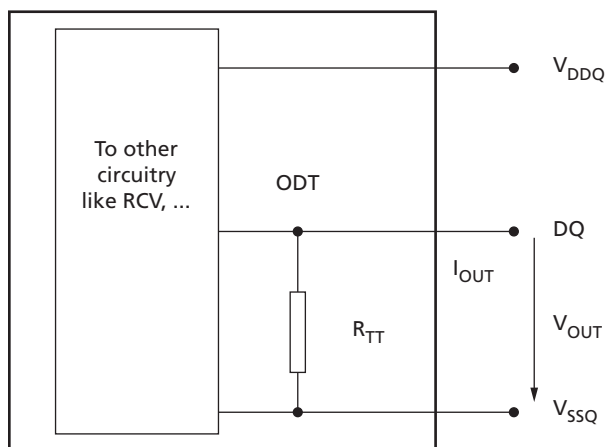 V_DDQ
To other
circuitry
like RCV, ...
ODT
DQ
I_OUT
R_TT
V_OUT
V_SSQ